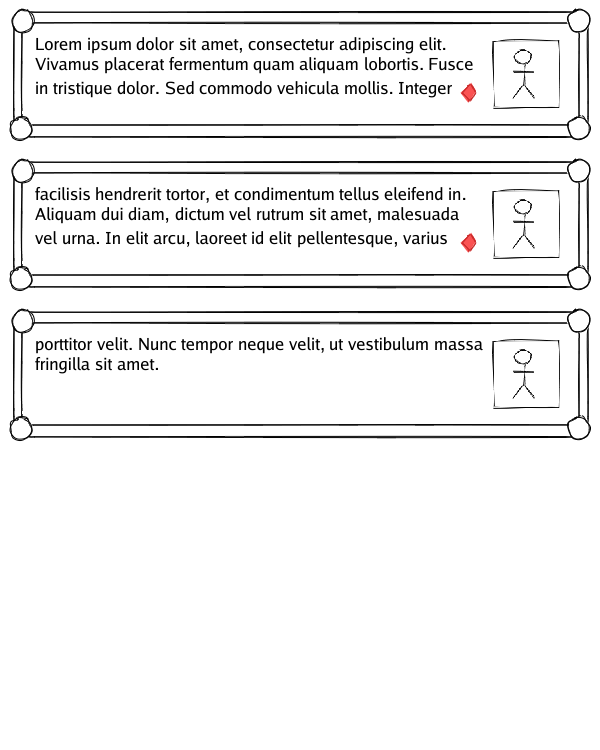 Lorem ipsum dolor sit amet, consectetur adipiscing elit.
Vivamus placerat fermentum quam aliquam lobortis. Fusce
in tristique dolor. Sed commodo vehicula mollis. Integer
facilisis hendrerit tortor, et condimentum tellus eleifend in.
Aliquam dui diam, dictum vel rutrum sit amet, malesuada
vel urna. In elit arcu, laoreet id elit pellentesque, varius
porttitor velit. Nunc tempor neque velit, ut vestibulum massa
fringilla sit amet.